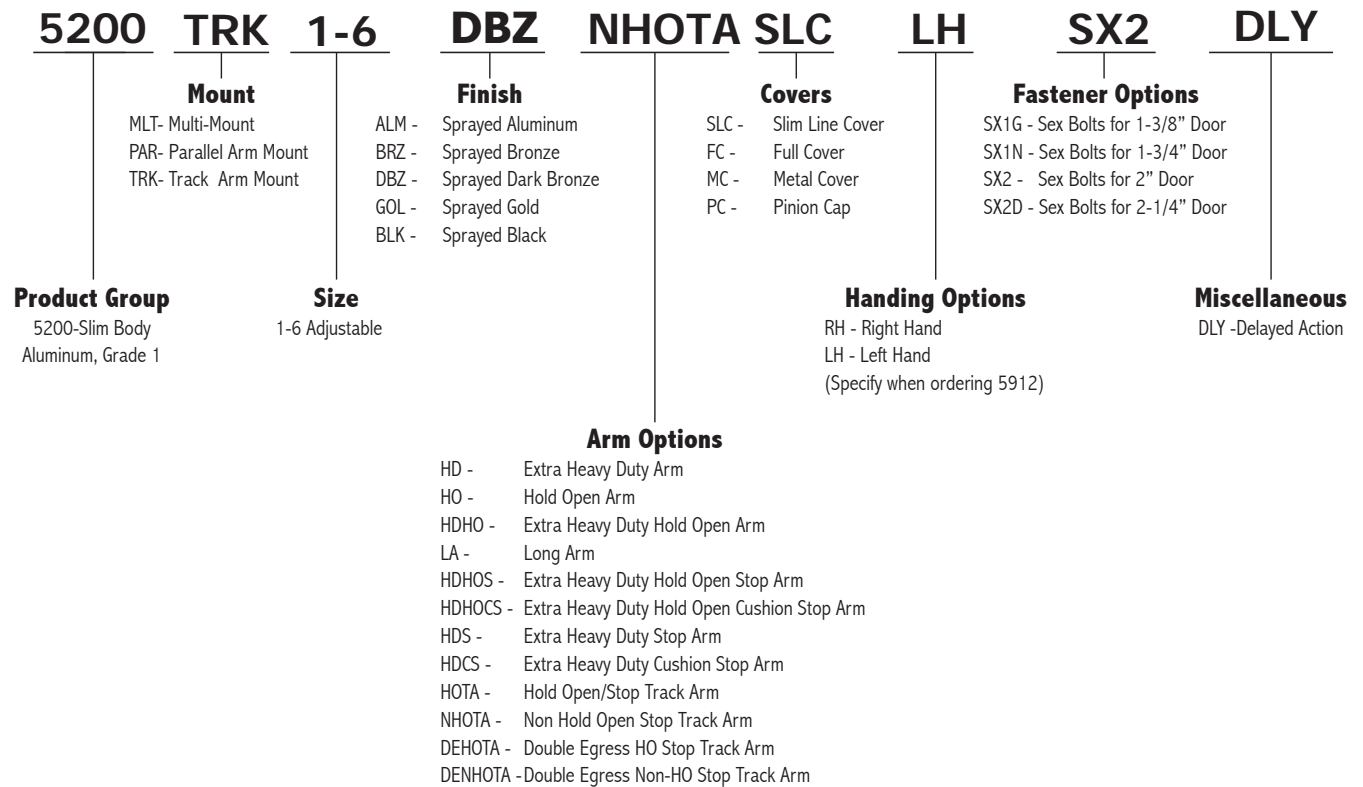 5200 TRK 1-6 DBZ NHOTA SLC LH SX2 DLY
Mount
MLT- Multi-Mount
PAR- Parallel Arm Mount
TRK- Track Arm Mount
Finish
ALM - Sprayed Aluminum
BRZ - Sprayed Bronze
DBZ - Sprayed Dark Bronze
GOL - Sprayed Gold
BLK - Sprayed Black
Covers
SLC - Slim Line Cover
FC - Full Cover
MC - Metal Cover
PC - Pinion Cap
Fastener Options
SX1G - Sex Bolts for 1-3/8” Door
SX1N - Sex Bolts for 1-3/4” Door
SX2 - Sex Bolts for 2” Door
SX2D - Sex Bolts for 2-1/4” Door
Product Group
5200-Slim Body
Aluminum, Grade 1
Size
1-6 Adjustable
Handing Options
RH - Right Hand
LH - Left Hand
(Specify when ordering 5912)
Miscellaneous
DLY -Delayed Action
Arm Options
HD - Extra Heavy Duty Arm
HO - Hold Open Arm
HDHO - Extra Heavy Duty Hold Open Arm
LA - Long Arm
HDHOS - Extra Heavy Duty Hold Open Stop Arm
HDHOCS - Extra Heavy Duty Hold Open Cushion Stop Arm
HDS - Extra Heavy Duty Stop Arm
HDCS - Extra Heavy Duty Cushion Stop Arm
HOTA - Hold Open/Stop Track Arm
NHOTA - Non Hold Open Stop Track Arm
DEHOTA - Double Egress HO Stop Track Arm
DENHOTA -Double Egress Non-HO Stop Track Arm